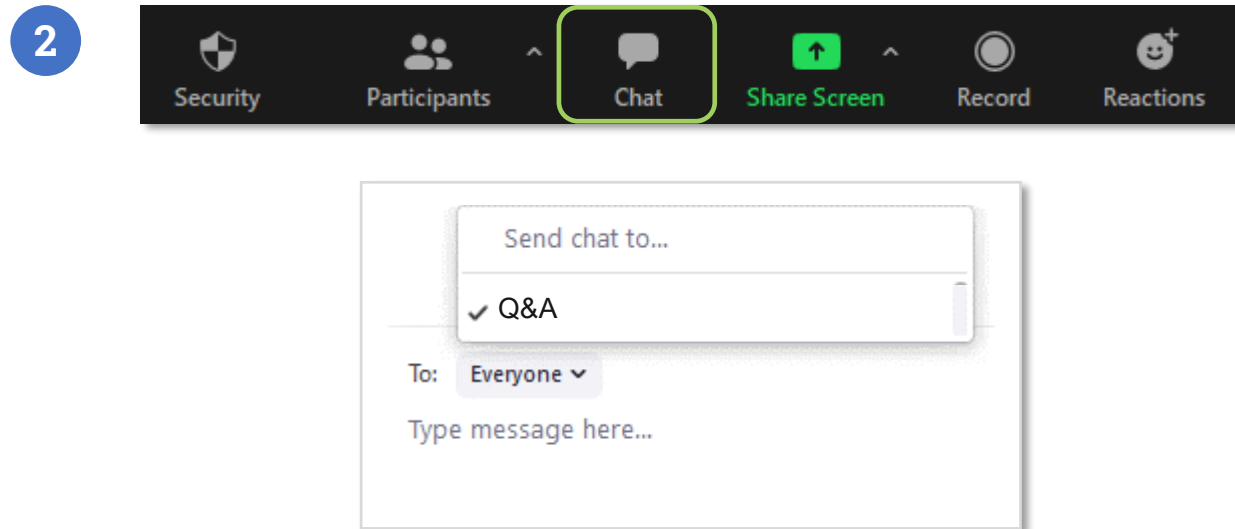 2
Security Participants Chat Share Screen Record Reactions
Send chat to...
Q&A
To: Everyone
Type message here...